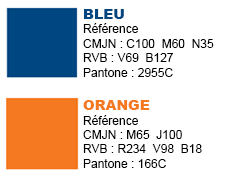 BLEU
Référence
CMJN : C100 M60 N35
RVB : V69 B127
Pantone : 2955C
ORANGE
Référence
CMJN : M65 J100
RVB : R234 V98 B18
Pantone : 166C